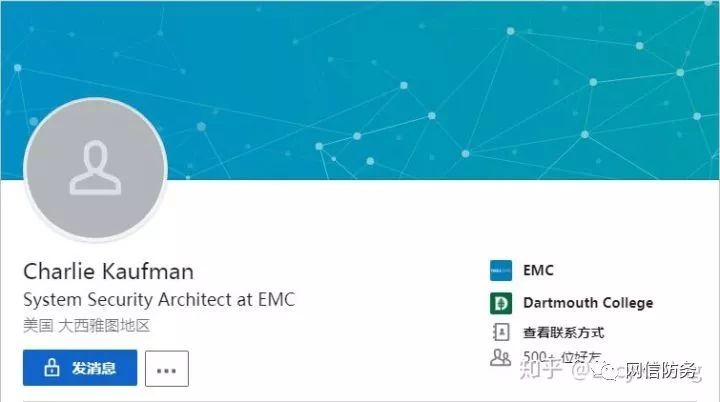 Charlie Kaufman
System Security Architect at EMC
美国 大西雅图地区
发消息
EMC
Dartmouth College
查看联系方式
500+ 位好友
知乎 @
网信防务